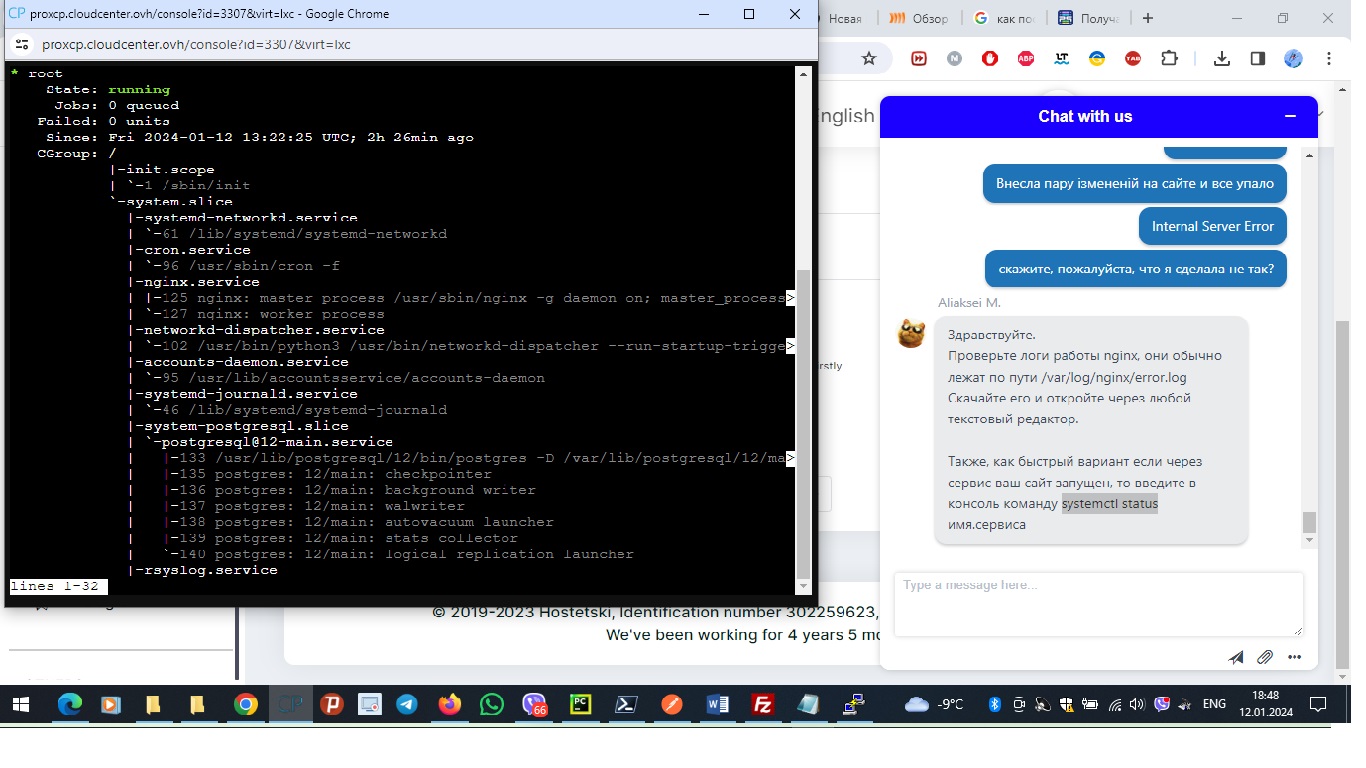 proxcp.cloudcenter.ovh/console?id=3307&virt=lxc - Google Chrome
proxcp.cloudcenter.ovh/console?id=3307&virt=lxc
* root
State: running
Jobs: 0 queued
Failed: 0 units
Since: Fri 2024-01-12 13:22:25 UTC; 2h 26min ago
CGroup: /
|-init.scope
| `-1 /sbin/init
`-system.slice
|-systemd-networkd.service
| `-61 /lib/systemd/systemd-networkd
|-cron.service
| `-96 /usr/sbin/cron -f
|-nginx.service
| |-125 nginx: master process /usr/sbin/nginx -g daemon on; master_process>
| `-127 nginx: worker process
|-networkd-dispatcher.service
| `-102 /usr/bin/python3 /usr/bin/networkd-dispatcher --run-startup-trigge>
|-accounts-daemon.service
| `-95 /usr/lib/accountsservice/accounts-daemon
|-systemd-journald.service
| `-46 /lib/systemd/systemd-journald
|-system-postgresql.slice
| `-postgresql@12-main.service
| |-133 /usr/lib/postgresql/12/bin/postgres -D /var/lib/postgresql/12/ma>
| |-135 postgres: 12/main: checkpointer
| |-136 postgres: 12/main: background writer
| |-137 postgres: 12/main: walwriter
| |-138 postgres: 12/main: autovacuum launcher
| |-139 postgres: 12/main: stats collector
| `-140 postgres: 12/main: logical replication launcher
|-rsyslog.service
lines 1-32
Новая
Обзор
как по
Получа
ABP
TAB
nglish
rstly
Chat with us
Внесла пару ізмененій на сайте и все упало
Internal Server Error
скажите, пожалуйста, что я сделала не так?
Aliaksei M.
Здравствуйте.
Проверьте логи работы nginx, они обычно
лежат по пути /var/log/nginx/error.log
Скачайте его и откройте через любой
текстовый редактор.
Также, как быстрый вариант если через
сервис ваш сайт запущен, то введите в
консоль команду systemctl status
имя.сервиса
Type a message here...
© 2019-2023 Hostetski, Identification number 302259623,
We've been working for 4 years 5 mo
66
-9°C
ENG
18:48
12.01.2024